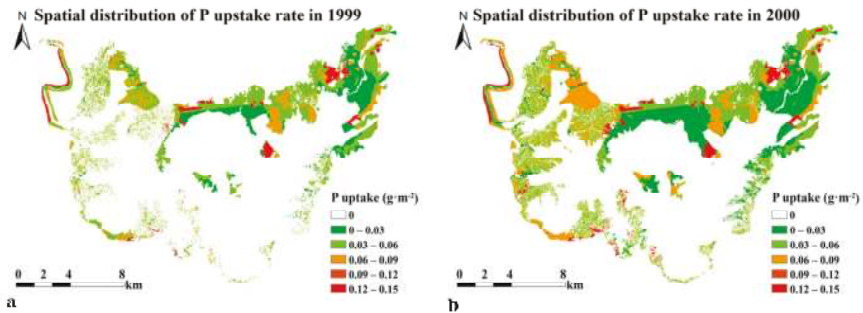 N Spatial distribution of P upstake rate in 1999
P uptake (g·m⁻²)
0
0 – 0.03
0.03 – 0.06
0.06 – 0.09
0.09 – 0.12
0.12 – 0.15
0 2 4 8
km
a
N Spatial distribution of P upstake rate in 2000
P uptake (g·m⁻²)
0
0 – 0.03
0.03 – 0.06
0.06 – 0.09
0.09 – 0.12
0.12 – 0.15
0 2 4 8
km
b